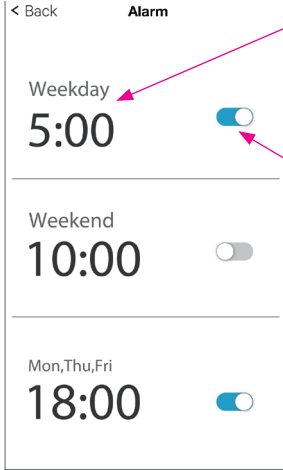 < Back Alarm
Weekday
5:00
Weekend
10:00
Mon,Thu,Fri
18:00